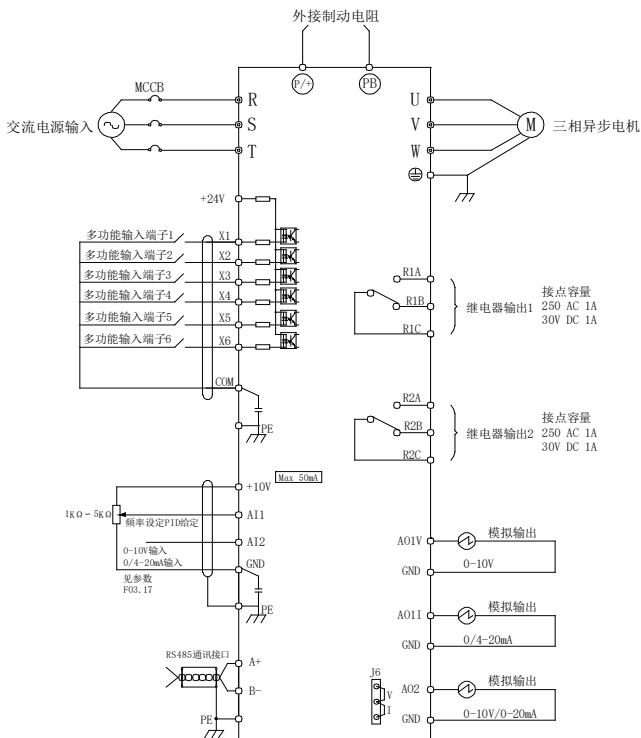 外接制动电阻
P/+
PB
MCCB
交流电源输入
R
S
T
U
V
W
M
三相异步电机
+24V
多功能输入端子1
X1
多功能输入端子2
X2
多功能输入端子3
X3
多功能输入端子4
X4
多功能输入端子5
X5
多功能输入端子6
X6
COM
PE
R1A
R1B
R1C
继电器输出1
接点容量
250 AC 1A
30V DC 1A
R2A
R2B
R2C
继电器输出2
接点容量
250 AC 1A
30V DC 1A
+10V
Max 50mA
1KΩ-5KΩ
频率设定PID给定
AI1
AI2
0-10V输入
0/4-20mA输入
GND
见参数
F03.17
PE
AO1V
模拟输出
GND
0-10V
AO1I
模拟输出
GND
0/4-20mA
RS485通讯接口
A+
B-
PE
J6
V
I
AO2
模拟输出
GND
0-10V/0-20mA